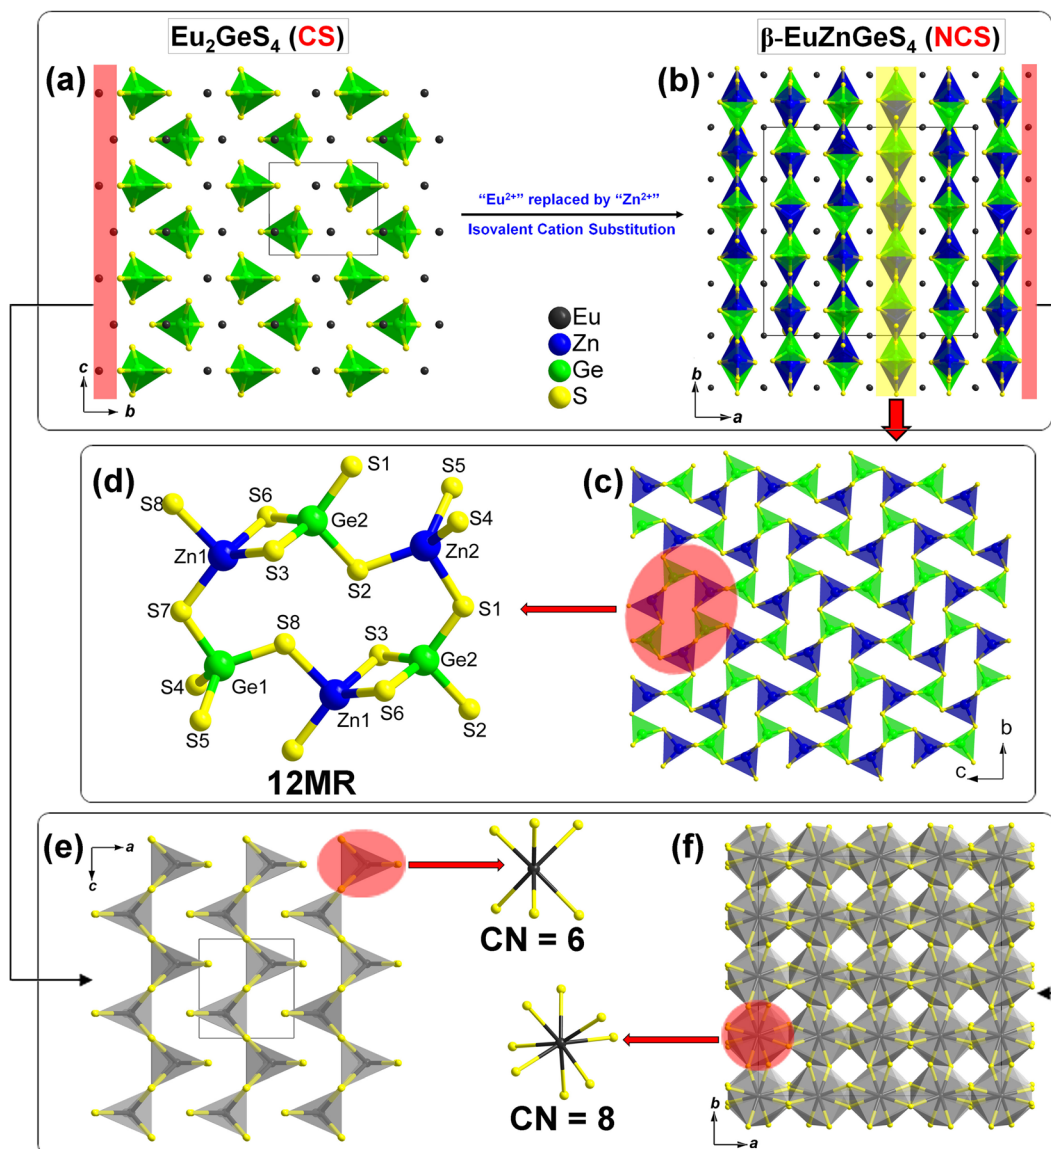 Eu₂GeS₄ (CS)
β-EuZnGeS₄ (NCS)
(a)
(b)
“Eu²⁺” replaced by “Zn²⁺”
Isovalent Cation Substitution
Eu
Zn
Ge
S
c
b
b
a
(d)
(c)
S1
S5
S8
S6
S4
Ge2
Zn1
Zn2
S3
S2
S7
S1
S8
S3
Ge2
S4
Ge1
Zn1
S6
S5
S2
12MR
b
c
(e)
(f)
a
c
CN = 6
CN = 8
b
a